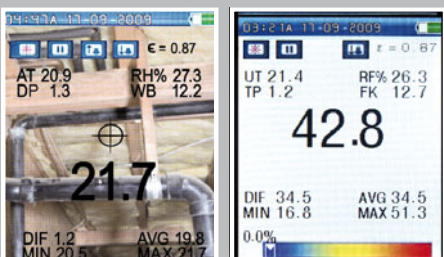 04:47A 17-09-2009
ε = 0.87
AT 20.9 RH% 27.3
DP 1.3 WB 12.2
21.7
DIF 1.2 AVG 19.8
MIN 20.5 MAX 21.7
03:21A 17-09-2009
ε = 0.87
UT 21.4 RF% 26.3
TP 1.2 FK 12.7
42.8
DIF 34.5 AVG 34.5
MIN 16.8 MAX 51.3
0.0%